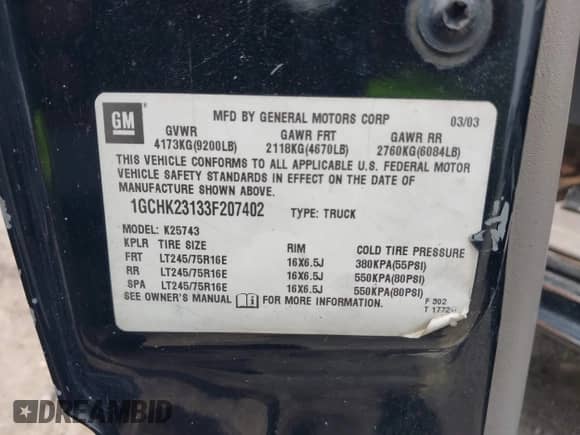 GM
MFD BY GENERAL MOTORS CORP 03/03
GVWR GAWR FRT GAWR RR
4173KG(9200LB) 2118KG(4670LB) 2760KG(6084LB)
THIS VEHICLE CONFORMS TO ALL APPLICABLE U.S. FEDERAL MOTOR
VEHICLE SAFETY STANDARDS IN EFFECT ON THE DATE OF
MANUFACTURE SHOWN ABOVE.
1GCHK23133F207402 TYPE: TRUCK
MODEL: K25743
KPLR TIRE SIZE RIM COLD TIRE PRESSURE
FRT LT245/75R16E 16X6.5J 380KPA(55PSI)
RR LT245/75R16E 16X6.5J 550KPA(80PSI)
SPA LT245/75R16E 16X6.5J 550KPA(80PSI)
SEE OWNER'S MANUAL FOR MORE INFORMATION.
F 302
T
DREAMBID